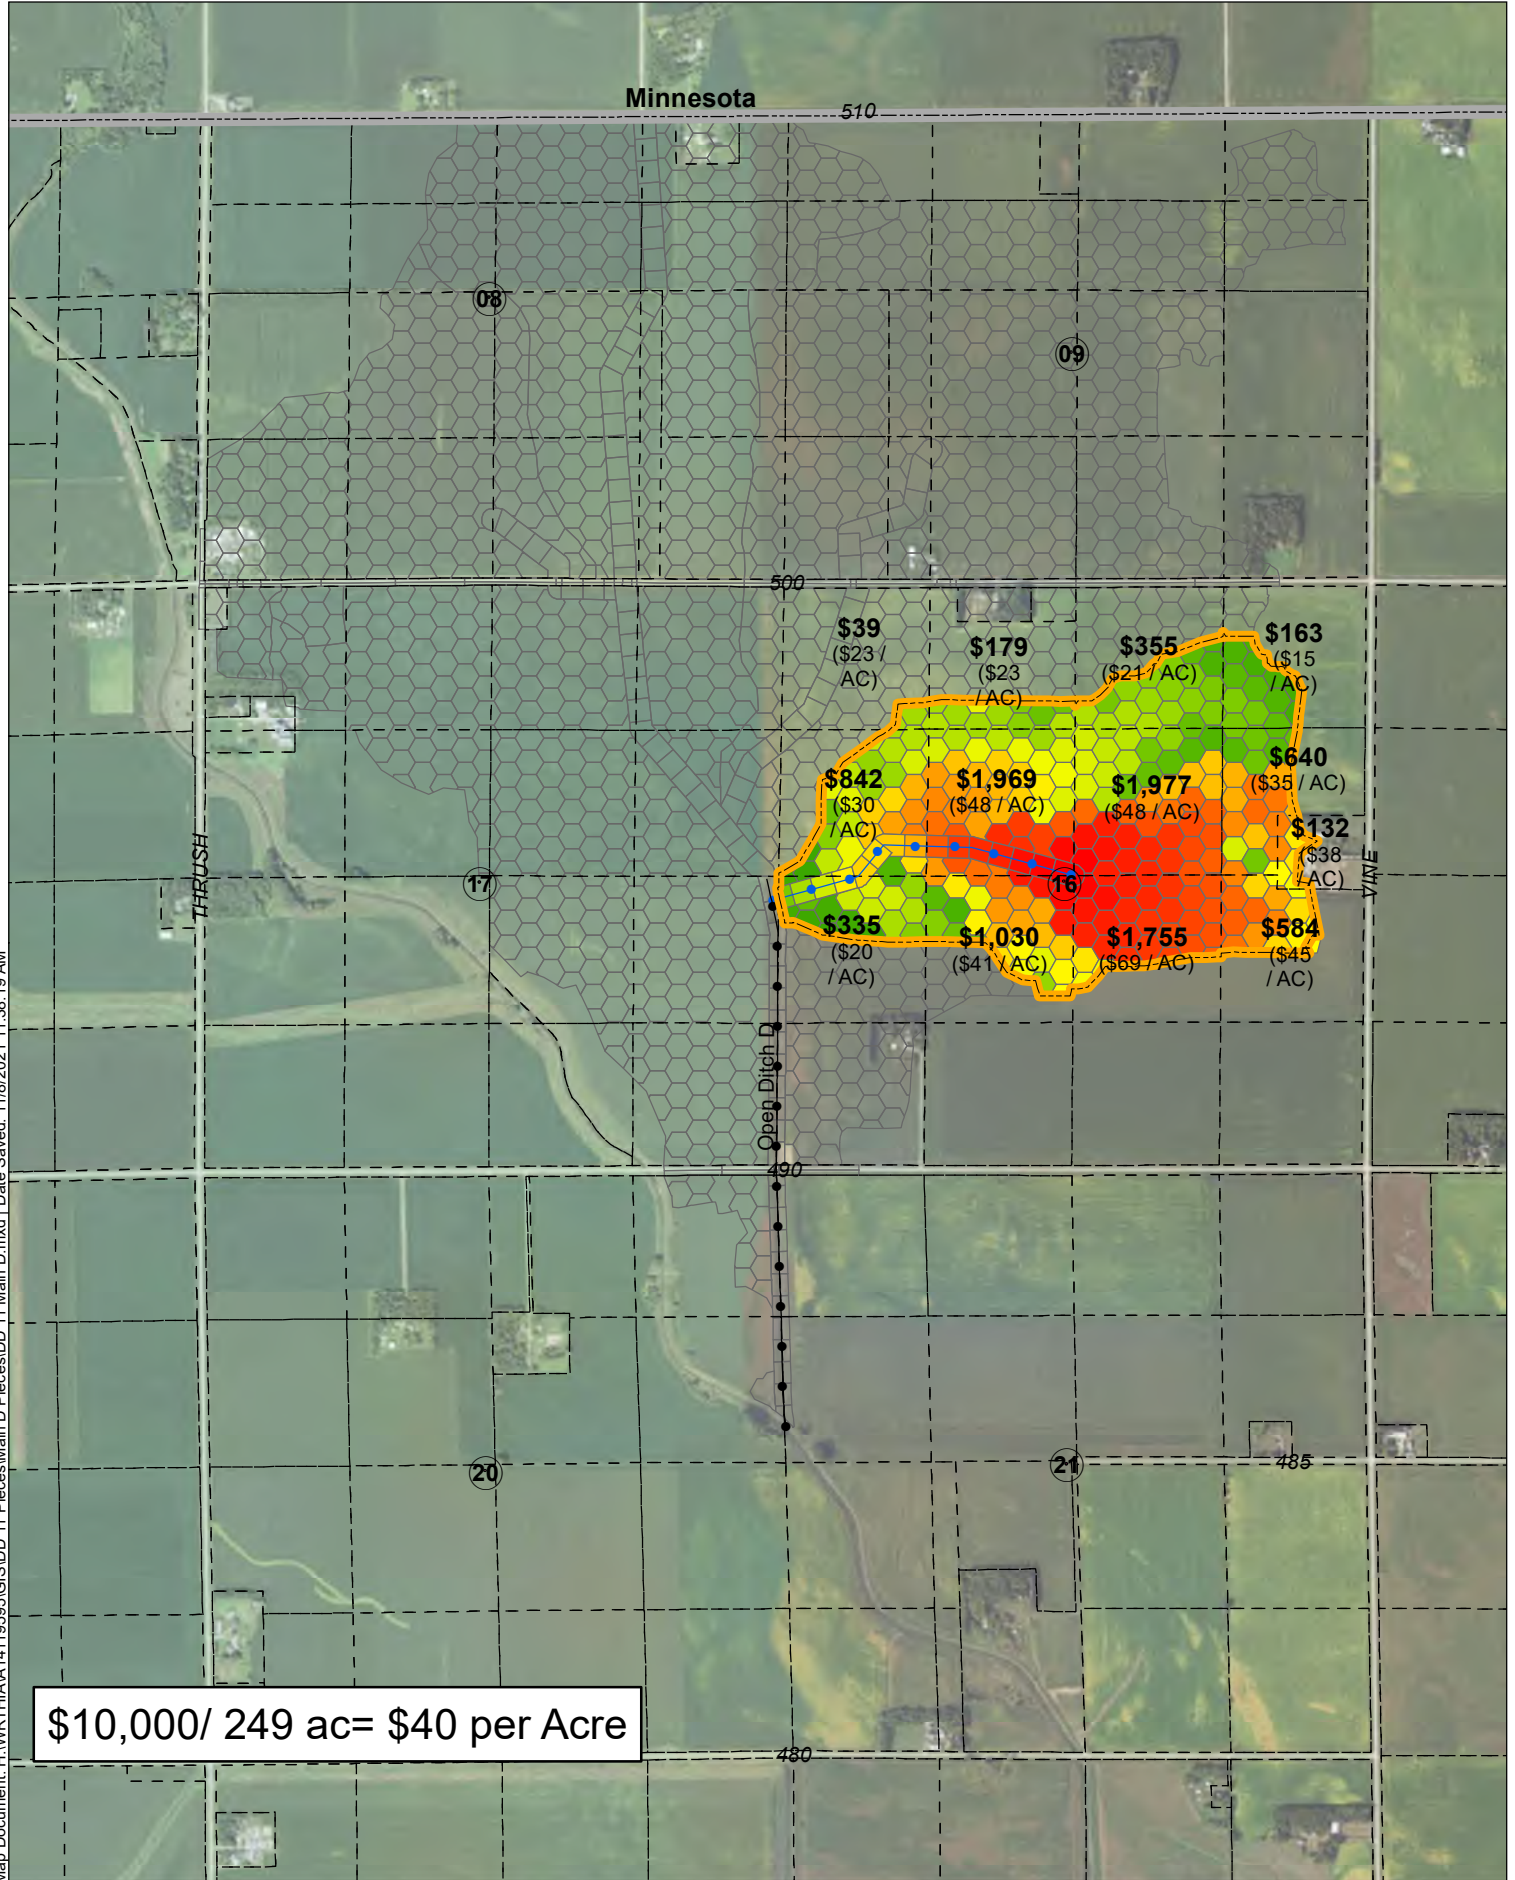 Minnesota
510
08
09
500
$39
($23 /
AC)
$179
($23
/ AC)
$355
($21 / AC)
$163
($15
/ AC)
$842
($30
/ AC)
$1,969
($48 / AC)
$1,977
($48 / AC)
$640
($35 / AC)
$132
($38
/ AC)
THRUSH
VINE
17
16
$335
($20
/ AC)
$1,030
($41 / AC)
$1,755
($69 / AC)
$584
($45
/ AC)
Open Ditch D
490
20
21
485
$10,000/ 249 ac= $40 per Acre
480